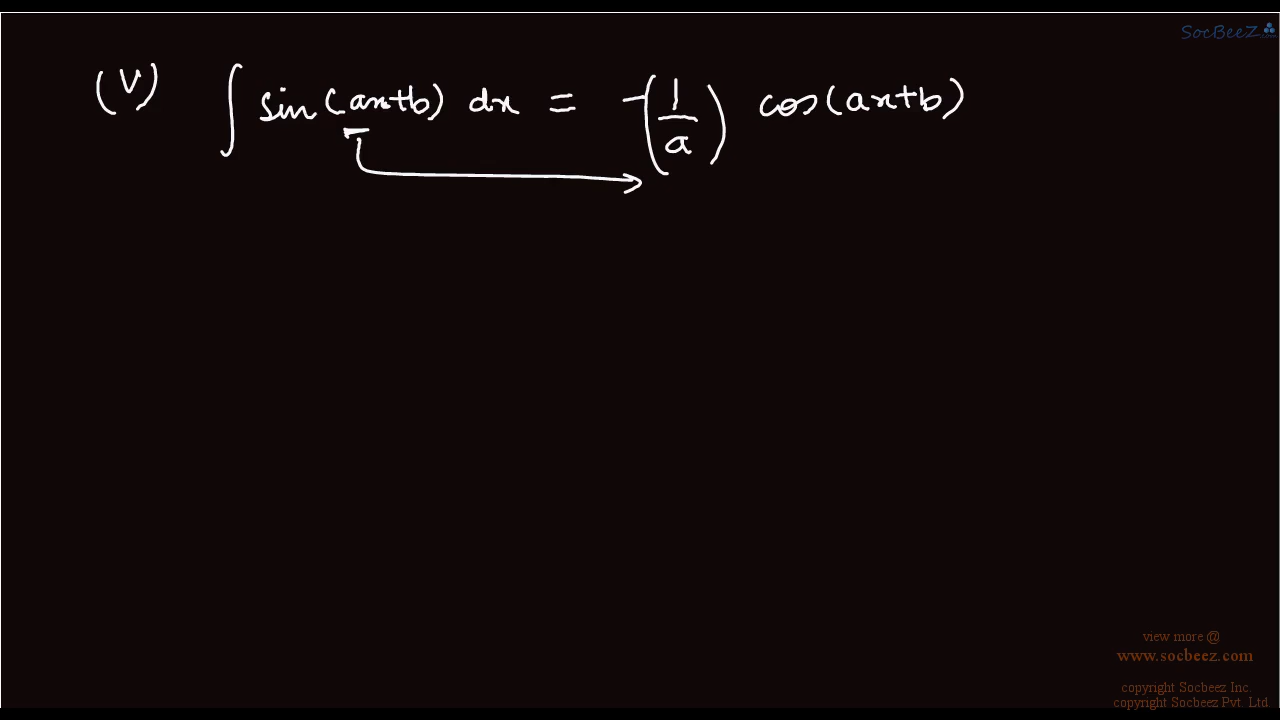 SocBeeZ.com
(V) ∫ sin(ax+b) dx = -(1/a) cos(ax+b)
view more @
www.socbeez.com
copyright Socbeez Inc.
copyright Socbeez Pvt. Ltd.